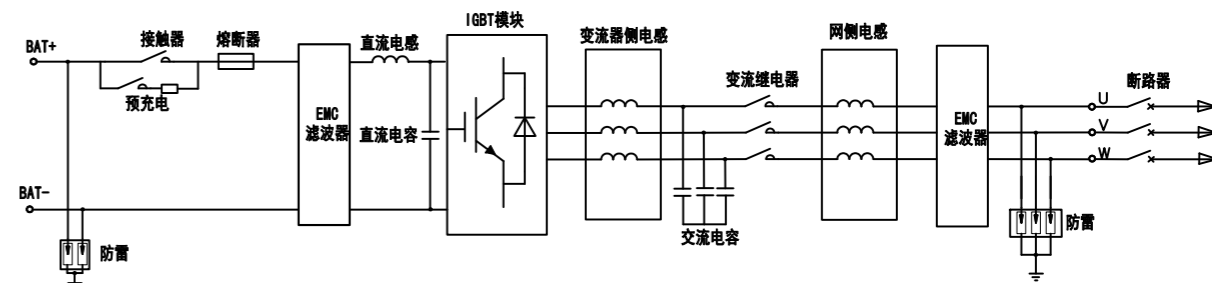 BAT+
接触器
熔断器
预充电
BAT-
防雷
EMC
滤波器
直流电感
直流电容
IGBT模块
变流器侧电感
变流继电器
交流电容
网侧电感
EMC
滤波器
U
V
W
断路器
防雷